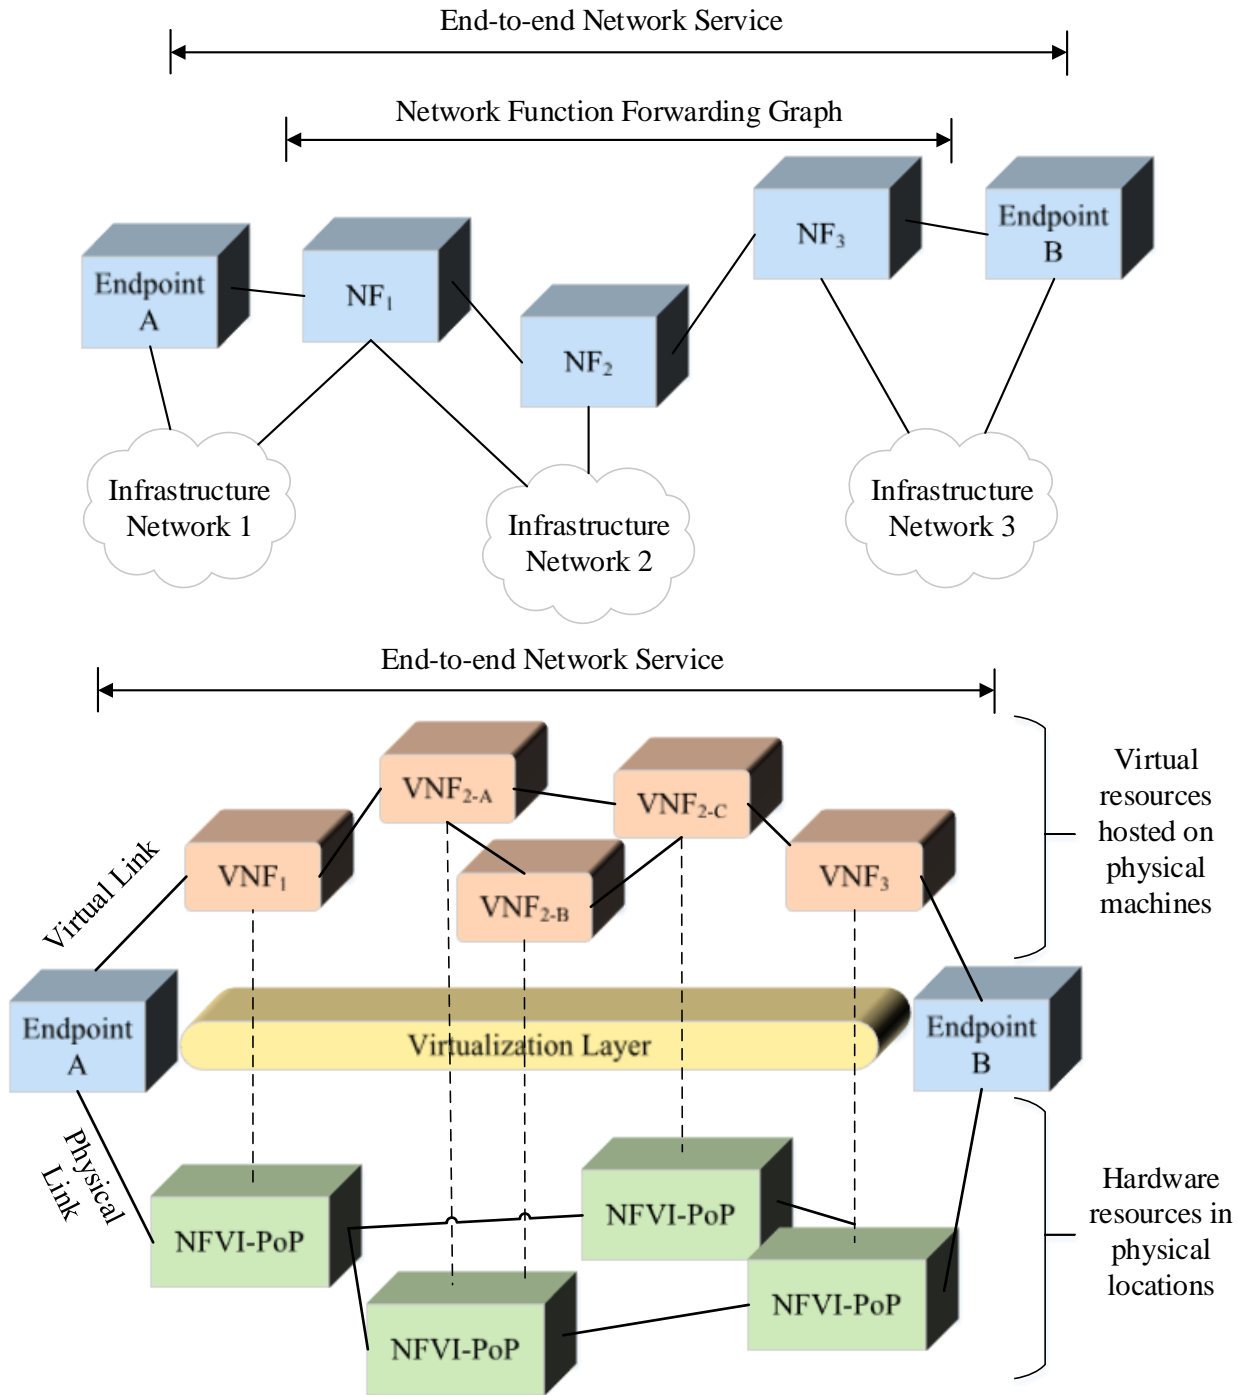 End-to-end Network Service
Network Function Forwarding Graph
Endpoint
A
NF₁
NF₂
NF₃
Endpoint
B
Infrastructure
Network 1
Infrastructure
Network 2
Infrastructure
Network 3
End-to-end Network Service
VNF₁
VNF₂₋A
VNF₂₋B
VNF₂₋C
VNF₃
Virtual
resources
hosted on
physical
machines
Virtual Link
Endpoint
A
Virtualization Layer
Endpoint
B
Physical
Link
NFVI-PoP
NFVI-PoP
NFVI-PoP
NFVI-PoP
Hardware
resources in
physical
locations